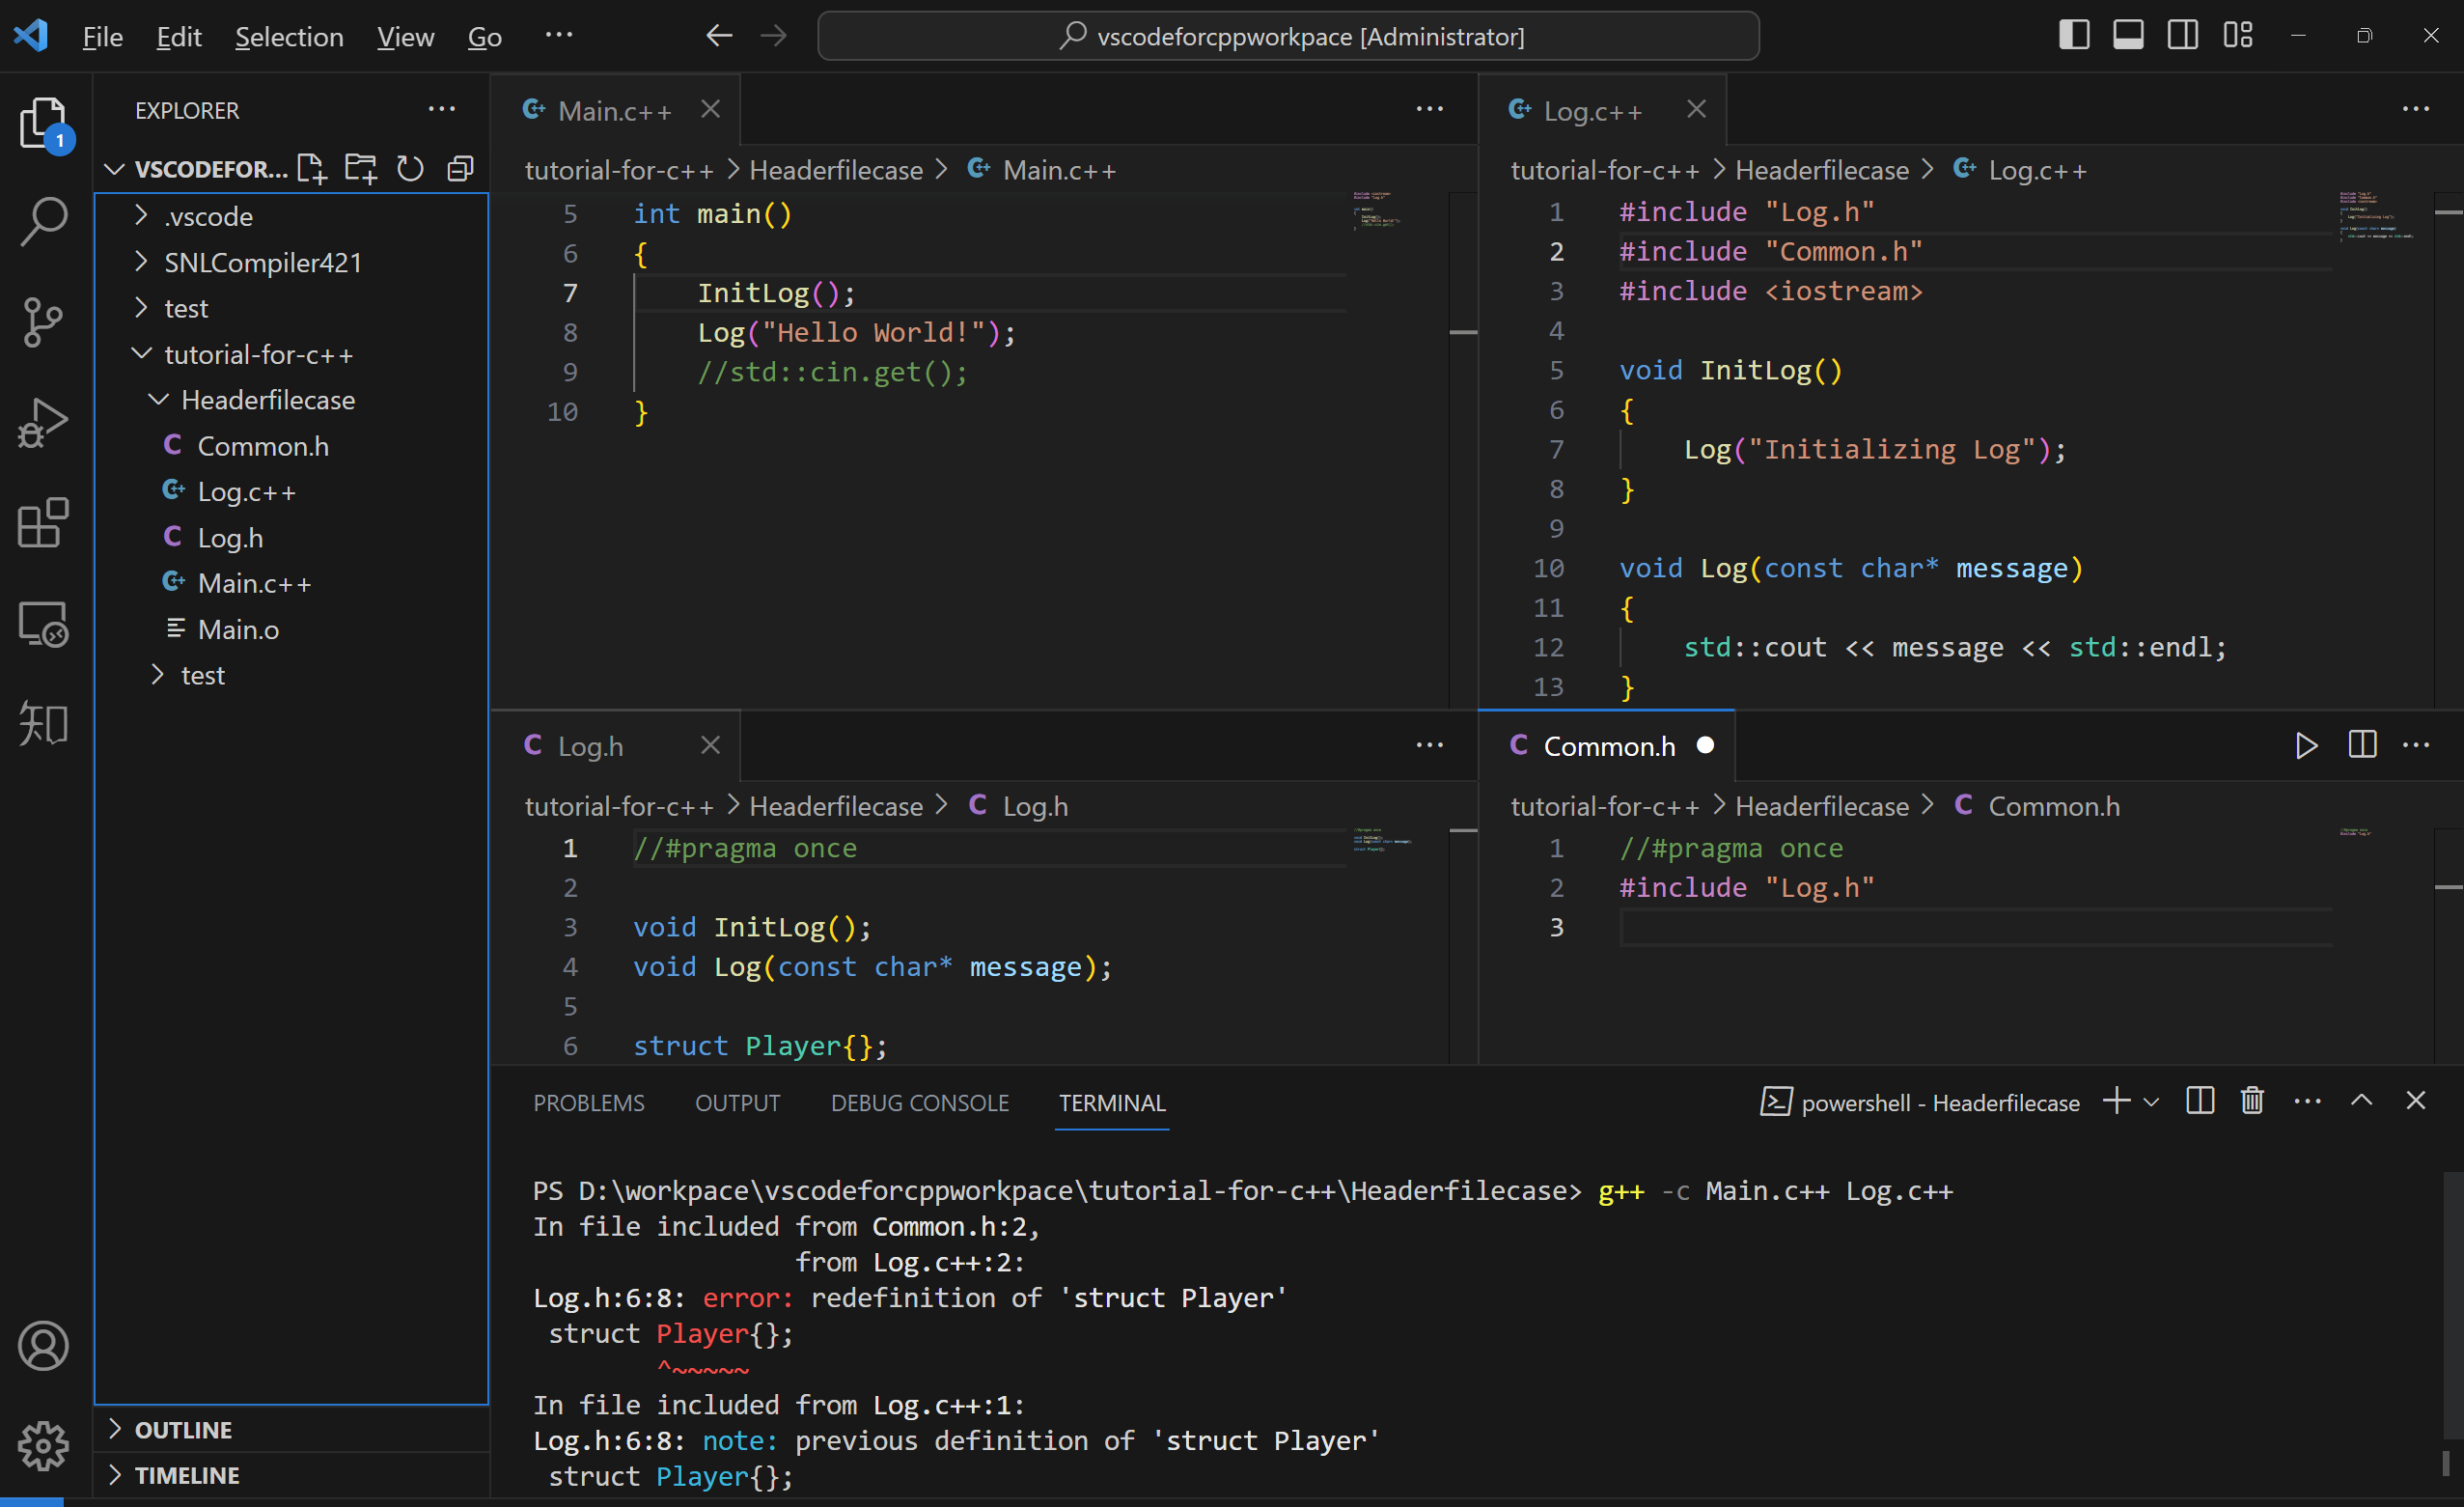 File Edit Selection View Go ···
vscodeforcppworkpace [Administrator]
EXPLORER
1
VSCODEFOR...
.vscode
SNLCompiler421
test
tutorial-for-c++
Headerfilecase
C Common.h
Log.c++
C Log.h
Main.c++
Main.o
test
知
OUTLINE
TIMELINE
Main.c++
tutorial-for-c++ > Headerfilecase > Main.c++
5 int main()
6 {
7 InitLog();
8 Log("Hello World!");
9 //std::cin.get();
10 }
Log.c++
tutorial-for-c++ > Headerfilecase > Log.c++
1 #include "Log.h"
2 #include "Common.h"
3 #include <iostream>
4
5 void InitLog()
6 {
7 Log("Initializing Log");
8 }
9
10 void Log(const char* message)
11 {
12 std::cout << message << std::endl;
13 }
C Log.h
tutorial-for-c++ > Headerfilecase > C Log.h
1 //#pragma once
2
3 void InitLog();
4 void Log(const char* message);
5
6 struct Player{};
C Common.h
tutorial-for-c++ > Headerfilecase > C Common.h
1 //#pragma once
2 #include "Log.h"
3
PROBLEMS OUTPUT DEBUG CONSOLE TERMINAL
powershell - Headerfilecase
PS D:\workpace\vscodeforcppworkpace\tutorial-for-c++\Headerfilecase> g++ -c Main.c++ Log.c++
In file included from Common.h:2,
from Log.c++:2:
Log.h:6:8: error: redefinition of 'struct Player'
struct Player{};
^~~~~~
In file included from Log.c++:1:
Log.h:6:8: note: previous definition of 'struct Player'
struct Player{};